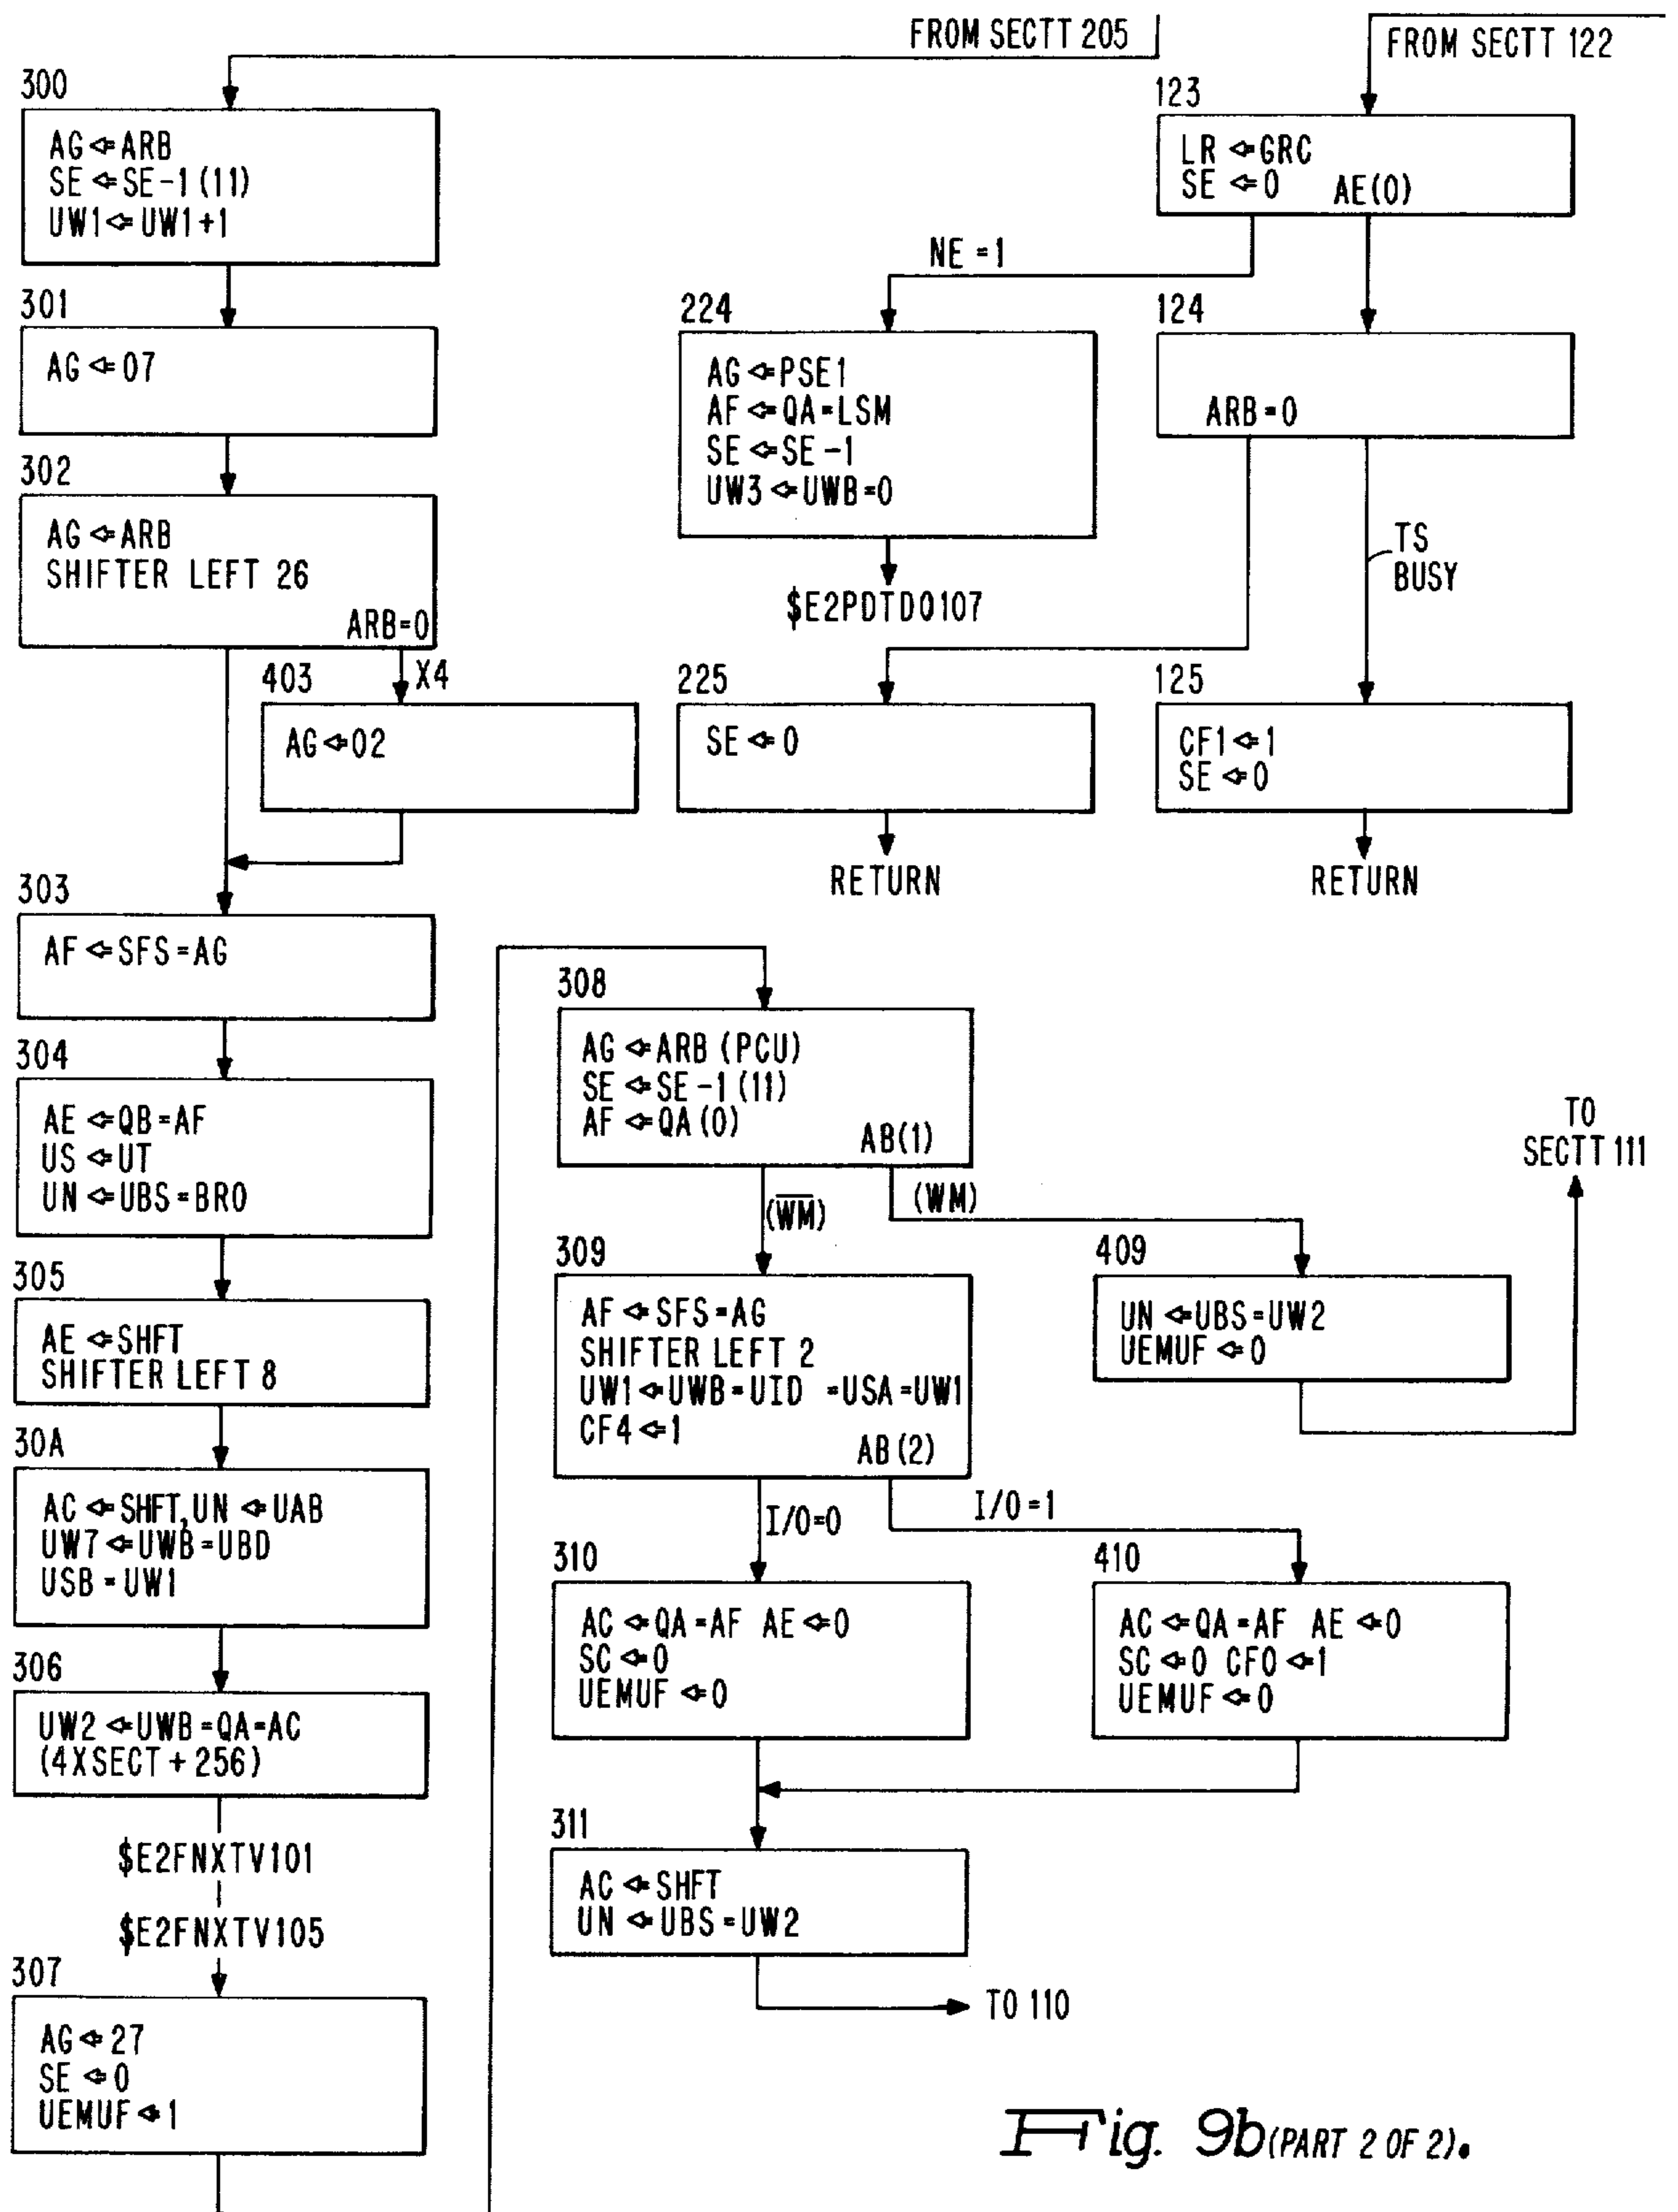 FROM SECTT 205
FROM SECTT 122
300
AG ⇐ ARB
SE ⇐ SE-1 (11)
UW1 ⇐ UW1+1
123
LR ⇐ GRC
SE ⇐ 0 AE(0)
NE = 1
301
AG ⇐ 07
224
AG ⇐ PSE1
AF ⇐ QA=LSM
SE ⇐ SE-1
UW3 ⇐ UWB=0
$E2PDTD0107
124
ARB=0
TS
BUSY
302
AG ⇐ ARB
SHIFTER LEFT 26
ARB=0
X4
403
AG ⇐ 02
225
SE ⇐ 0
RETURN
125
CF1 ⇐ 1
SE ⇐ 0
RETURN
303
AF ⇐ SFS=AG
304
AE ⇐ QB=AF
US ⇐ UT
UN ⇐ UBS=BR0
305
AE ⇐ SHFT
SHIFTER LEFT 8
30A
AC ⇐ SHFT, UN ⇐ UAB
UW7 ⇐ UWB=UBD
USB=UW1
306
UW2 ⇐ UWB=QA=AC
(4XSECT + 256)
$E2FNXTV101
$E2FNXTV105
307
AG ⇐ 27
SE ⇐ 0
UEMUF ⇐ 1
308
AG ⇐ ARB (PCU)
SE ⇐ SE-1 (11)
AF ⇐ QA (0)
AB(1)
(W̅M̅)
(WM)
TO
SECTT 111
309
AF ⇐ SFS=AG
SHIFTER LEFT 2
UW1 ⇐ UWB=UID =USA=UW1
CF4 ⇐ 1
AB(2)
409
UN ⇐ UBS=UW2
UEMUF ⇐ 0
I/O=0
I/O=1
310
AC ⇐ QA=AF AE ⇐ 0
SC ⇐ 0
UEMUF ⇐ 0
410
AC ⇐ QA=AF AE ⇐ 0
SC ⇐ 0 CF0 ⇐ 1
UEMUF ⇐ 0
311
AC ⇐ SHFT
UN ⇐ UBS=UW2
TO 110
Fig. 9b (PART 2 OF 2).